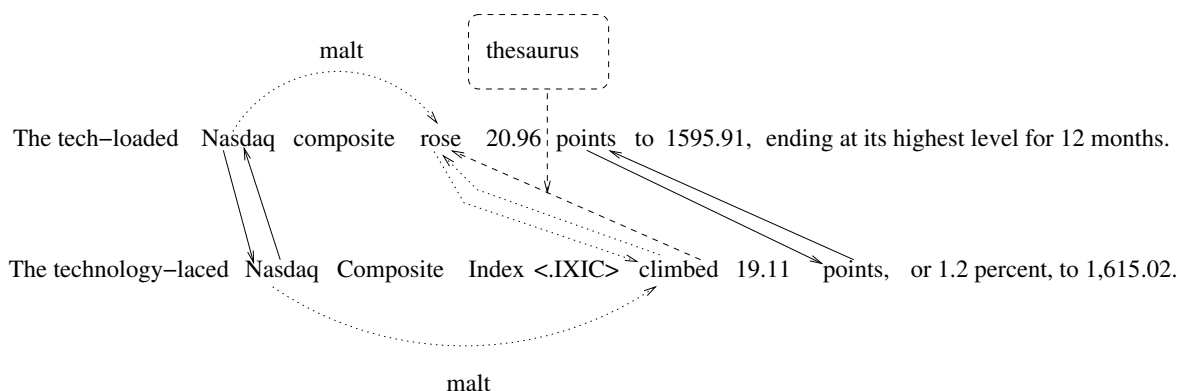 malt
thesaurus
The tech−loaded Nasdaq composite rose 20.96 points to 1595.91, ending at its highest level for 12 months.
The technology−laced Nasdaq Composite Index <.IXIC> climbed 19.11 points, or 1.2 percent, to 1,615.02.
malt